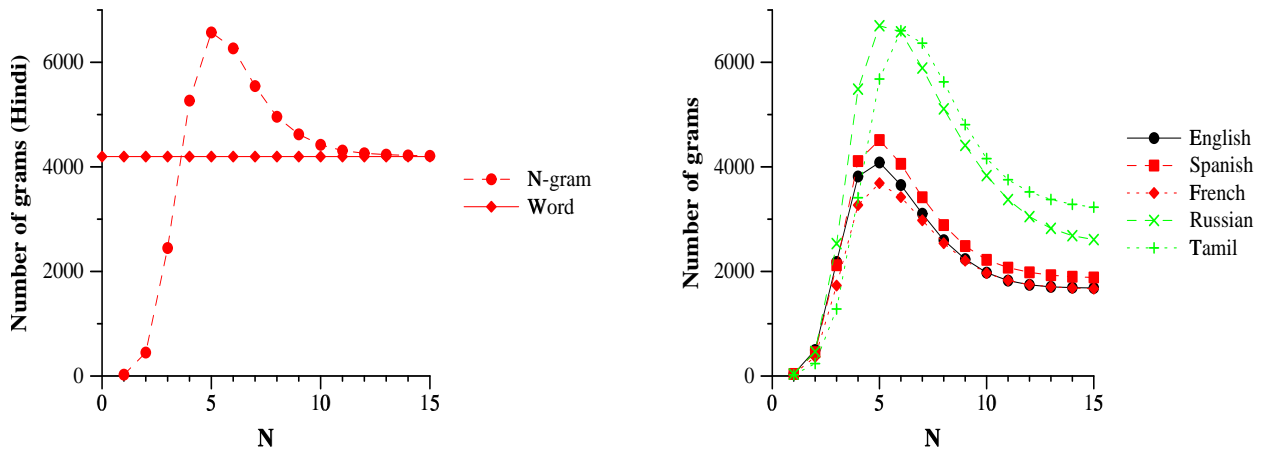 Number of grams (Hindi)
6000
4000
2000
0
0
5
10
15
N
N-gram
Word
Number of grams
6000
4000
2000
0
0
5
10
15
N
English
Spanish
French
Russian
Tamil